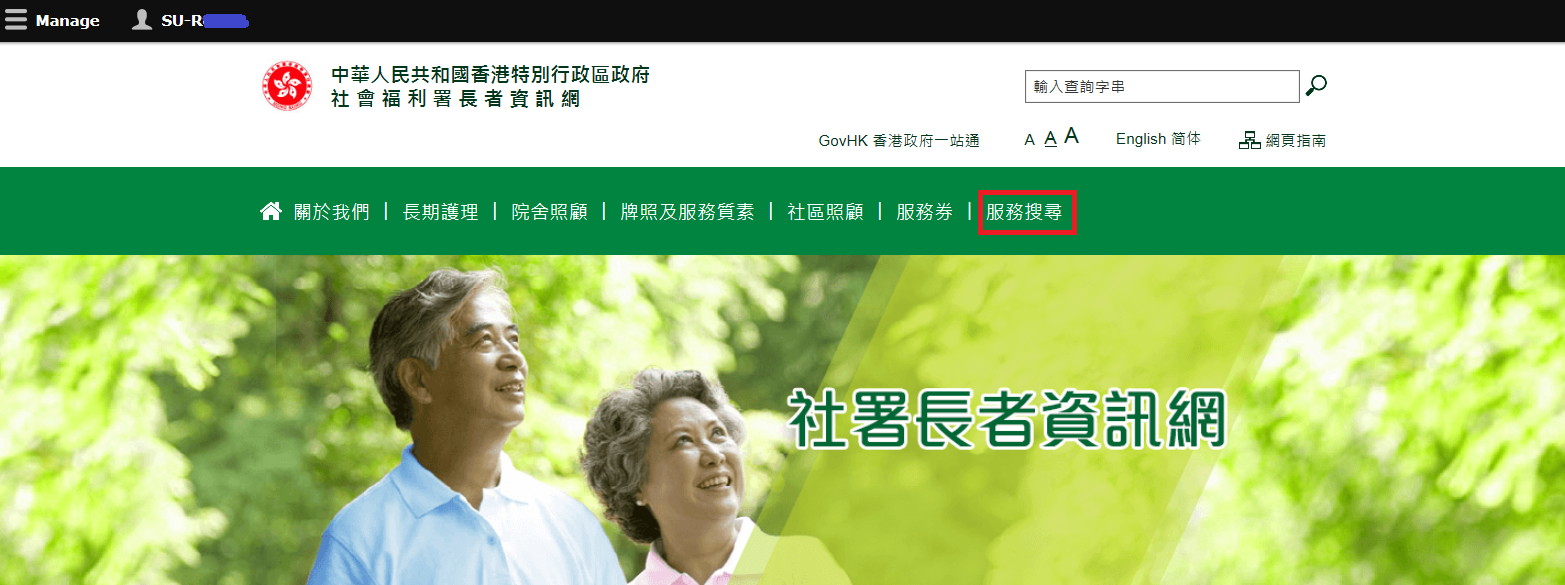 Manage
SU-R
中華人民共和國香港特別行政區政府
社會福利署長者資訊網
輸入查詢字串
GovHK 香港政府一站通 A A A English 简体 網頁指南
關於我們 | 長期護理 | 院舍照顧 | 牌照及服務質素 | 社區照顧 | 服務券 | 服務搜尋
社署長者資訊網